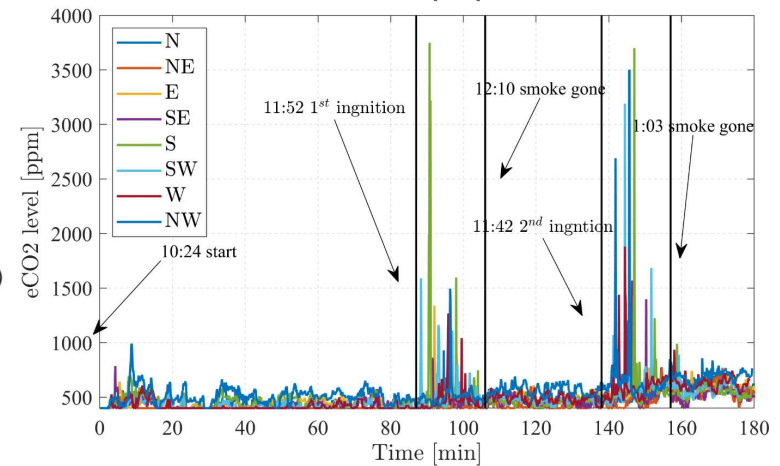 4000
3500
3000
2500
2000
1500
1000
500
eCO2 level [ppm]
N
NE
E
SE
S
SW
W
NW
10:24 start
11:52 1st ingnition
12:10 smoke gone
11:42 2nd ingntion
1:03 smoke gone
0 20 40 60 80 100 120 140 160 180
Time [min]